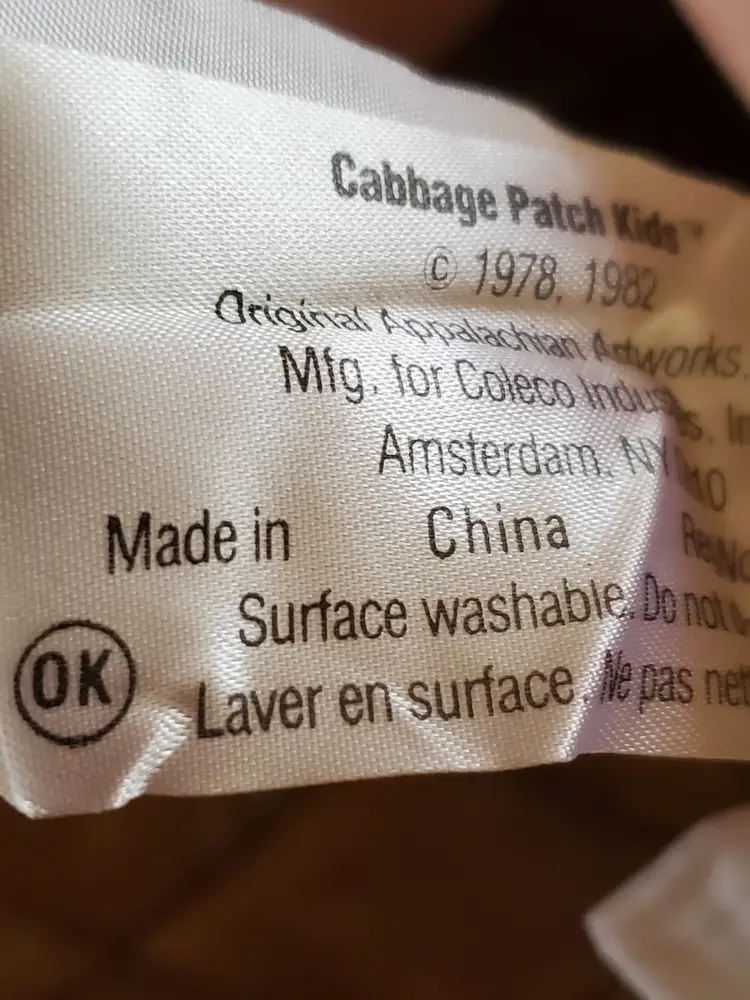 Cabbage Patch Kids™
© 1978, 1982
Original Appalachian Artworks,
Mfg. for Coleco
Amsterdam, NY
Made in China
Surface washable. Do not
OK
Laver en surface. Ne pas